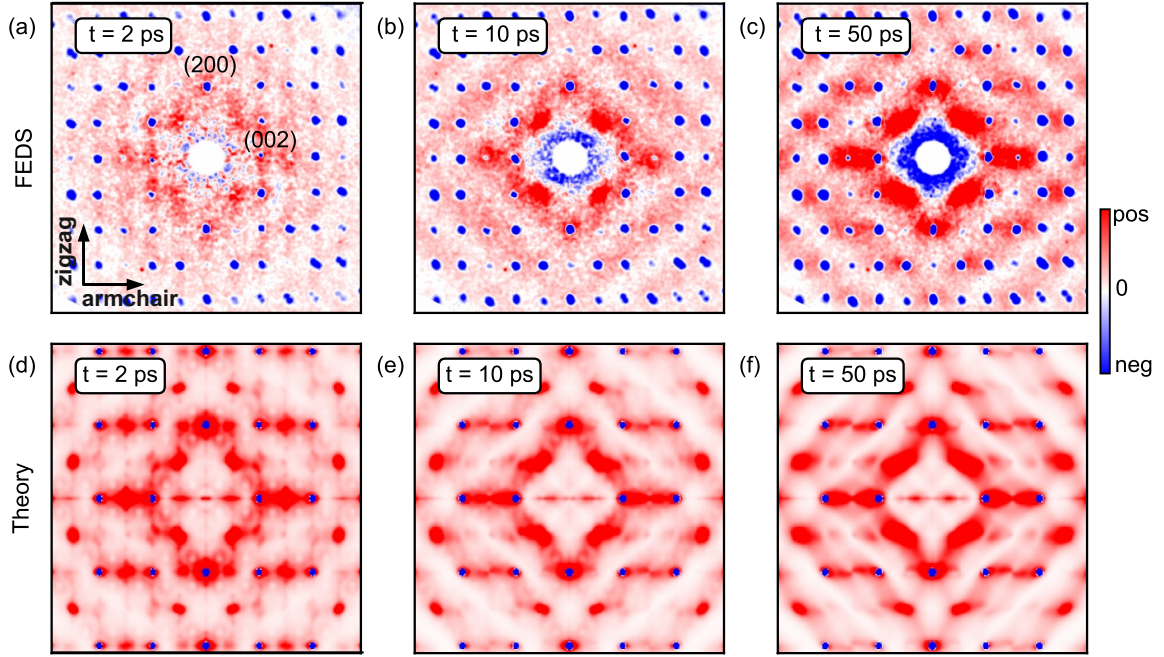 (a) t = 2 ps
(b) t = 10 ps
(c) t = 50 ps
FEDS
(200)
(002)
zigzag
armchair
pos
0
neg
(d) t = 2 ps
(e) t = 10 ps
(f) t = 50 ps
Theory